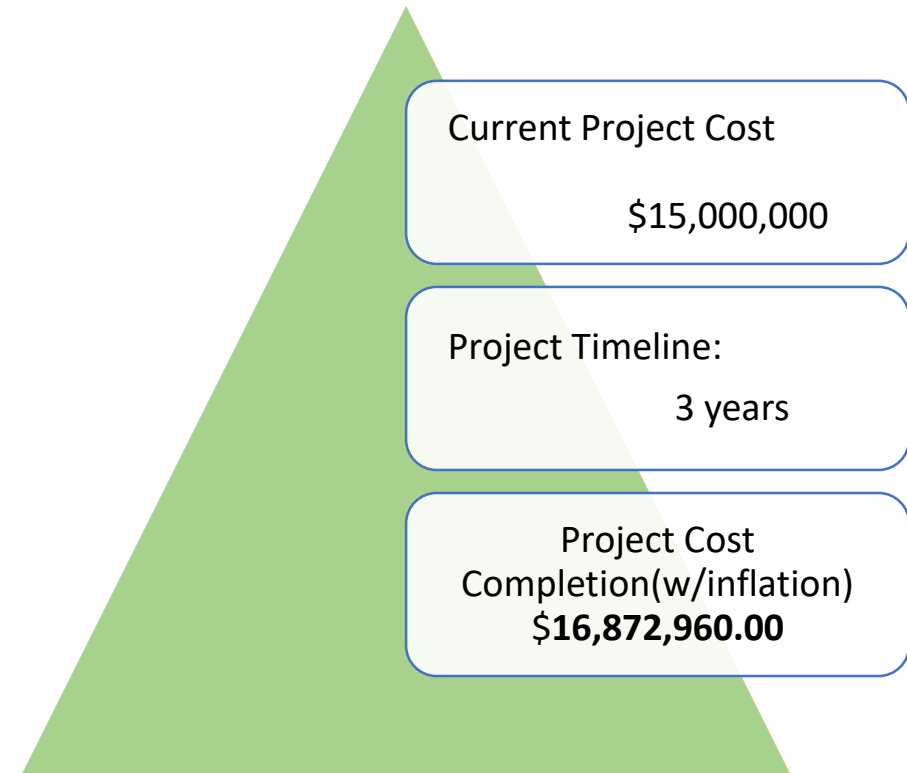 Current Project Cost
$15,000,000
Project Timeline:
3 years
Project Cost
Completion(w/inflation)
$16,872,960.00